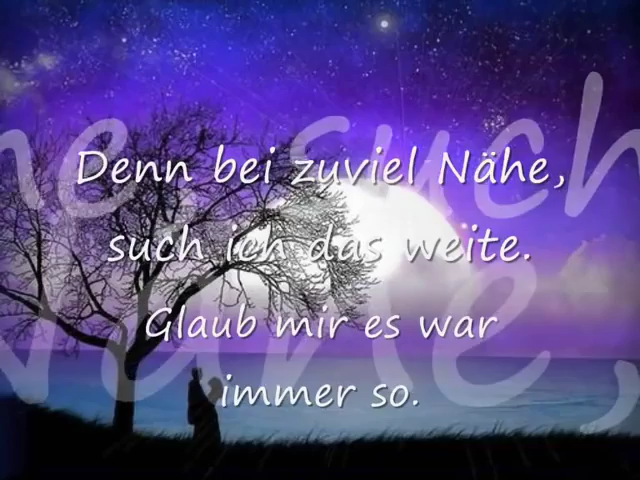 Denn bei zuviel Nähe,
such ich das weite.
Glaub mir es war
immer so.